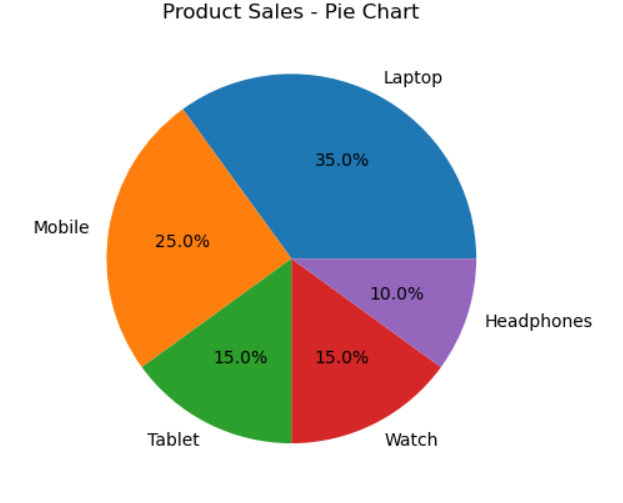 Product Sales - Pie Chart
Laptop
35.0%
Mobile
25.0%
10.0%
Headphones
15.0%
15.0%
Tablet
Watch